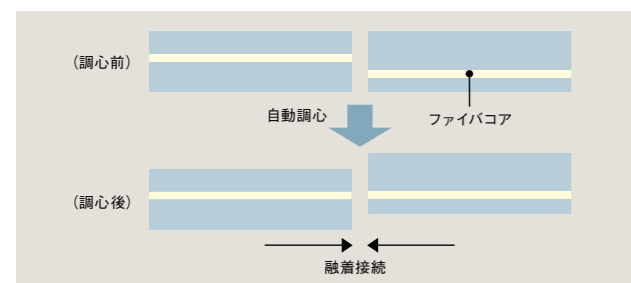 （調心前）
自動調心
ファイバコア
（調心後）
融着接続